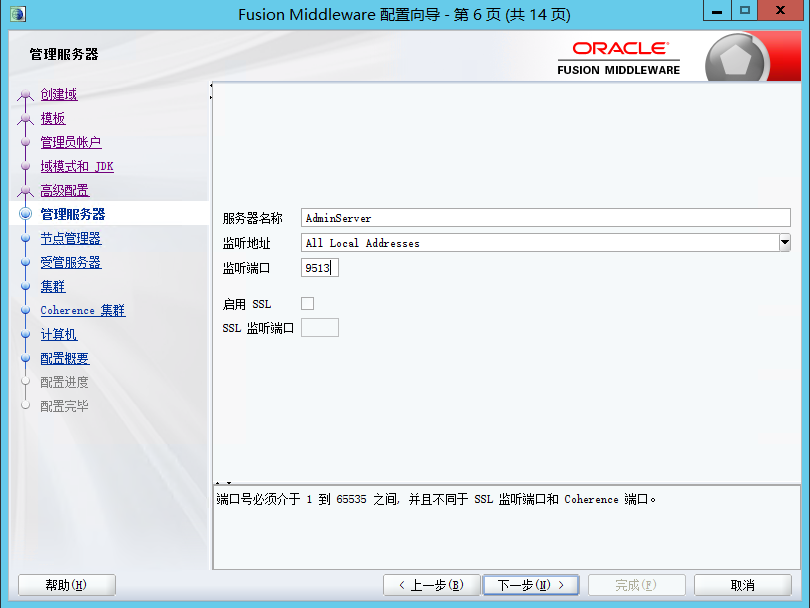 Fusion Middleware 配置向导 - 第 6 页 (共 14 页)
管理服务器
ORACLE
FUSION MIDDLEWARE
创建域
模板
管理员帐户
域模式和 JDK
高级配置
管理服务器
节点管理器
受管服务器
集群
Coherence 集群
计算机
配置概要
配置进度
配置完毕
服务器名称 AdminServer
监听地址 All Local Addresses
监听端口 9513
启用 SSL
SSL 监听端口
端口号必须介于 1 到 65535 之间, 并且不同于 SSL 监听端口和 Coherence 端口。
帮助(H) < 上一步(B) 下一步(N) > 完成(F) 取消